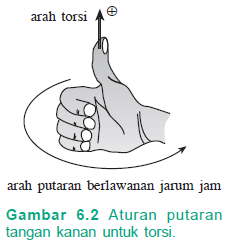 arah torsi ⊕
arah putaran berlawanan jarum jam
Gambar 6.2 Aturan putaran
tangan kanan untuk torsi.